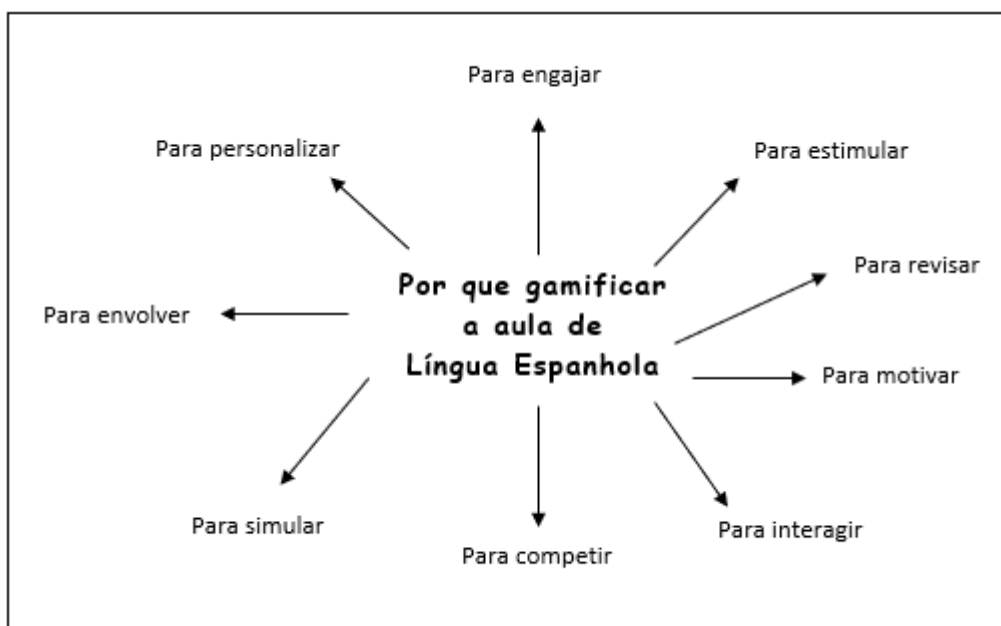 Para engajar
Para personalizar
Para estimular
Para revisar
Por que gamificar
a aula de
Língua Espanhola
Para envolver
Para motivar
Para simular
Para interagir
Para competir